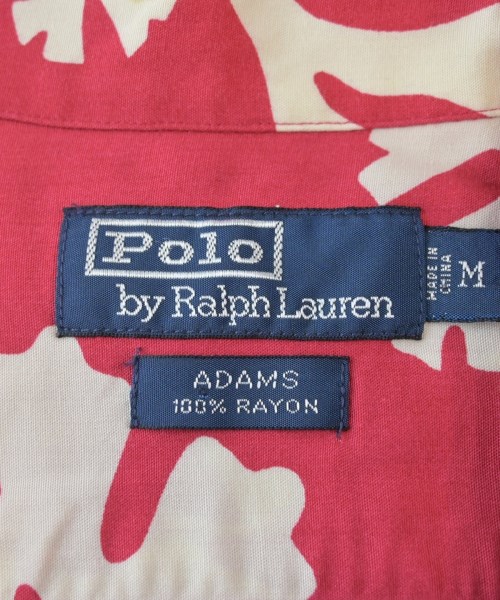 Polo
by Ralph Lauren
MADE IN
CHINA
M
ADAMS
100% RAYON